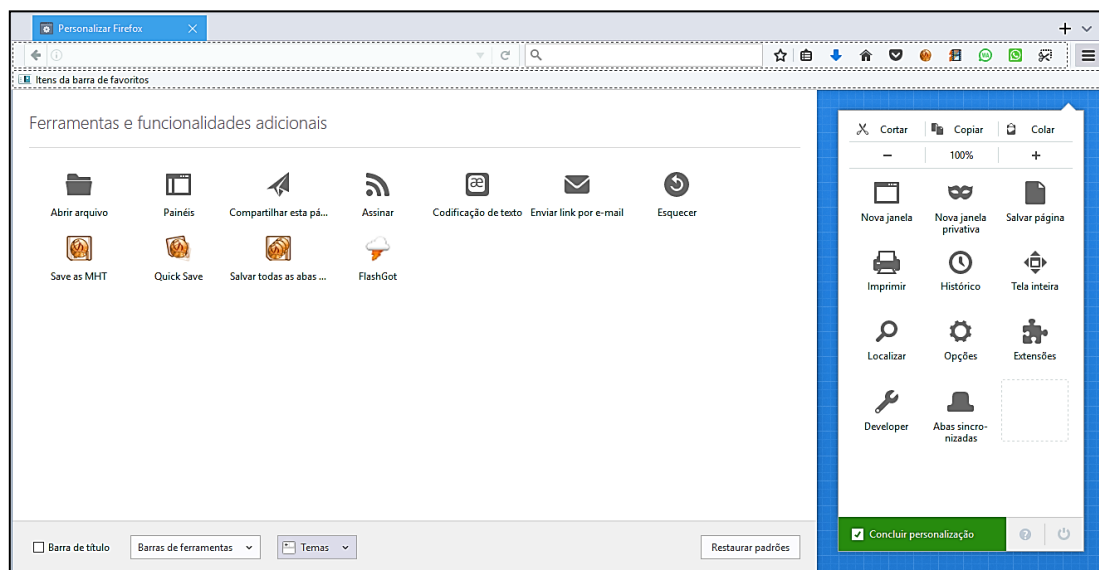 Personalizar Firefox
Itens da barra de favoritos
Ferramentas e funcionalidades adicionais
Abrir arquivo
Painéis
Compartilhar esta pá...
Assinar
Codificação de texto
Enviar link por e-mail
Esquecer
Save as MHT
Quick Save
Salvar todas as abas ...
FlashGot
Cortar
Copiar
Colar
100%
Nova janela
Nova janela
privativa
Salvar página
Imprimir
Histórico
Tela inteira
Localizar
Opções
Extensões
Developer
Abas sincro-
nizadas
Barra de título
Barras de ferramentas
Temas
Restaurar padrões
Concluir personalização